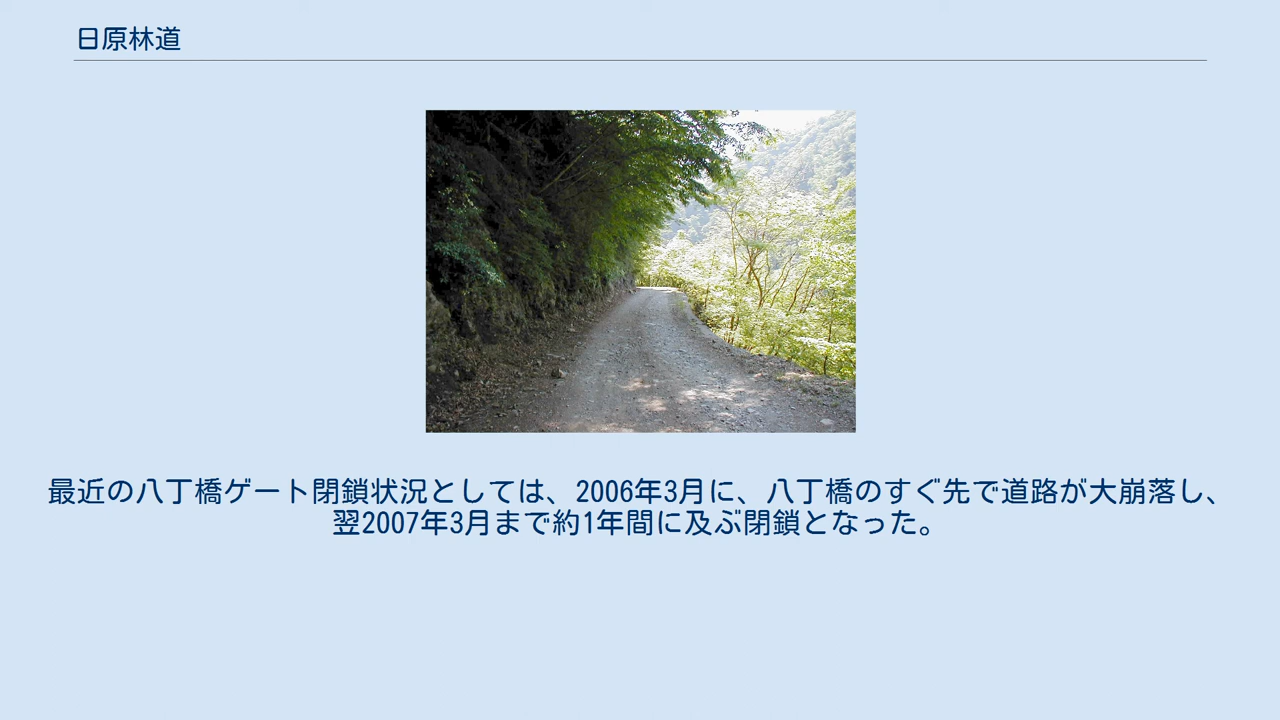 日原林道
最近の八丁橋ゲート閉鎖状況としては、2006年3月に、八丁橋のすぐ先で道路が大崩落し、
翌2007年3月まで約1年間に及ぶ閉鎖となった。